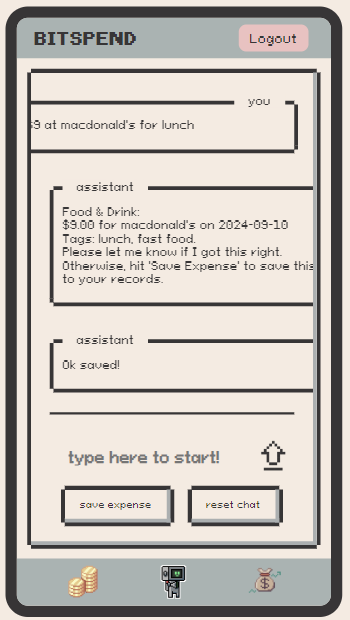 BITSPEND
Logout
you
$9 at macdonald's for lunch
assistant
Food & Drink:
$9.00 for macdonald's on 2024-09-10
Tags: lunch, fast food.
Please let me know if I got this right.
Otherwise, hit 'Save Expense' to save this
to your records.
assistant
Ok saved!
type here to start!
save expense
reset chat